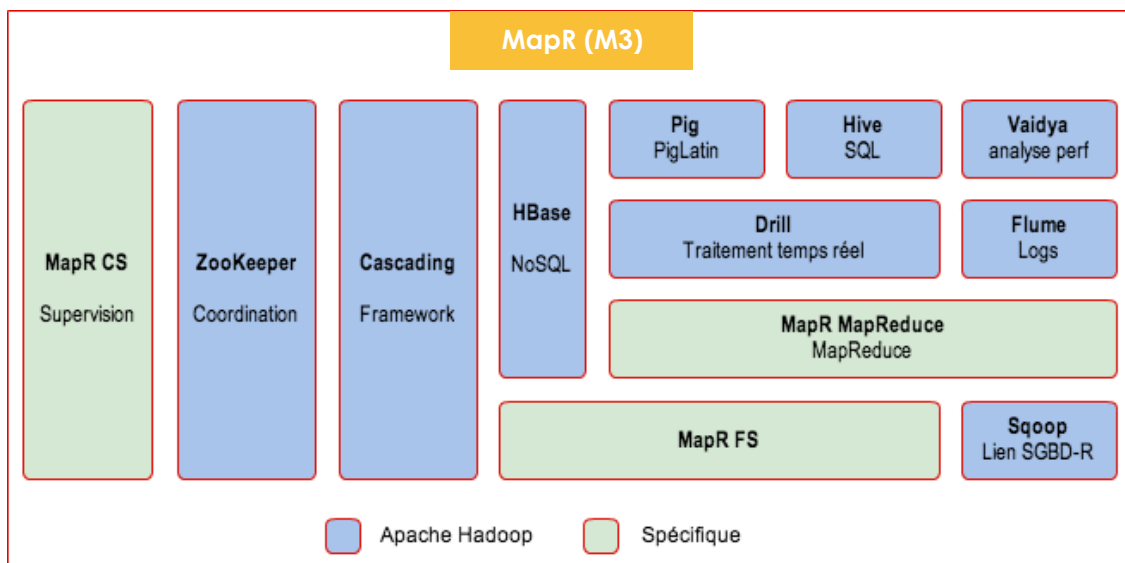 MapR (M3)
MapR CS
Supervision
ZooKeeper
Coordination
Cascading
Framework
HBase
NoSQL
Pig
PigLatin
Hive
SQL
Vaidya
analyse perf
Drill
Traitement temps réel
Flume
Logs
MapR MapReduce
MapReduce
MapR FS
Sqoop
Lien SGBD-R
Apache Hadoop
Spécifique